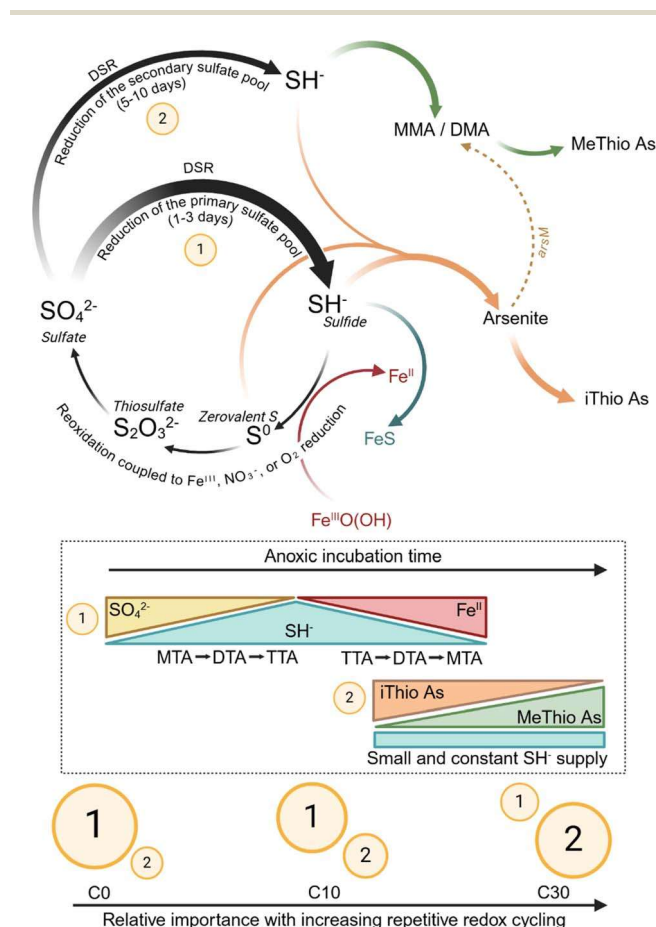 DSR
Reduction of the secondary sulfate pool
(5-10 days)
2
SH-
MMA / DMA
MeThio As
DSR
Reduction of the primary sulfate pool
(1-3 days)
1
arsM
SO₄²⁻
Sulfate
SH-
Sulfide
Arsenite
iThio As
Thiosulfate
S₂O₃²⁻
Zerovalent S
S⁰
Feᴵᴵ
FeS
Reoxidation coupled to Feᴵᴵᴵ, NO₃⁻, or O₂ reduction
FeᴵᴵᴵO(OH)
Anoxic incubation time
1
SO₄²⁻
Feᴵᴵ
SH-
MTA→DTA→TTA
TTA→DTA→MTA
2
iThio As
MeThio As
Small and constant SH- supply
1
2
1
2
1
2
C0
C10
C30
Relative importance with increasing repetitive redox cycling